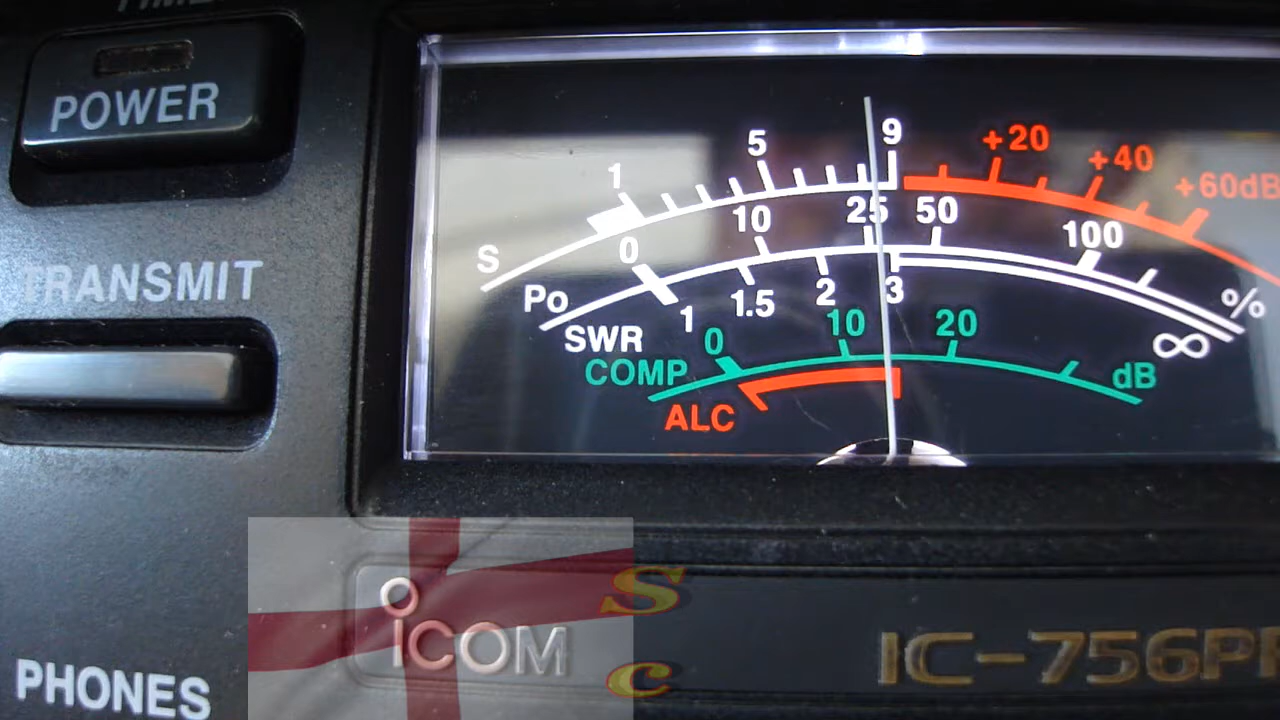 POWER
TRANSMIT
PHONES
1 5 9 +20 +40 +60dB
S
0 10 25 50 100 %
Po
SWR 1 1.5 2 3 ∞
COMP 0 10 20 dB
ALC
ICOM
IC-756PR
S
c